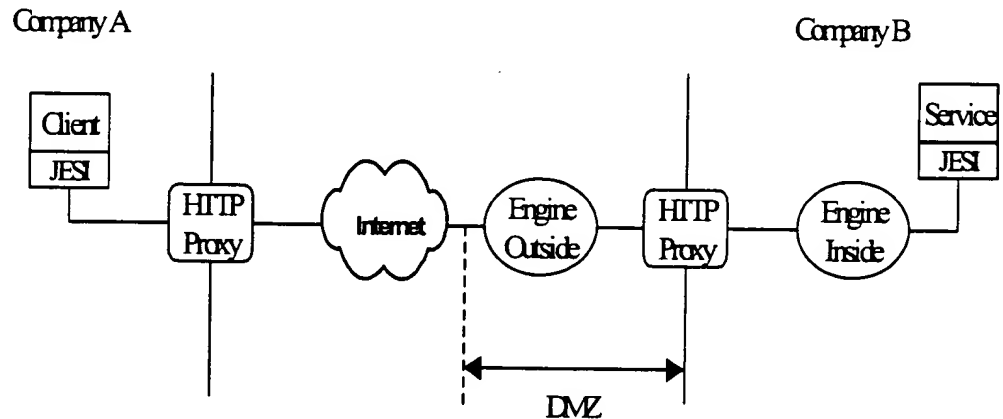 Company A
Company B
Client
JESI
HTTP
Proxy
Internet
Engine
Outside
HTTP
Proxy
Engine
Inside
Service
JESI
DMZ